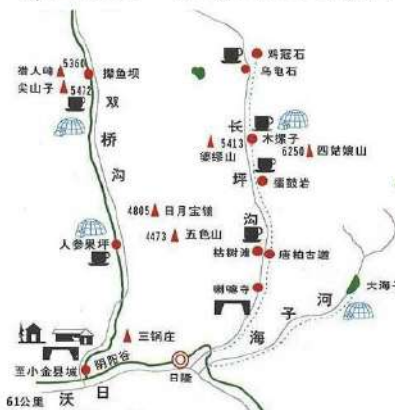 5360
猎人峰
撵鱼坝
尖山子
5472
双桥沟
鸡冠石
乌龟石
长坪沟
木骡子
5413
婆缪山
6250 四姑娘山
擂鼓岩
4805 日月宝镜
4473 五色山
人参果坪
枯树滩
唐柏古道
喇嘛寺
大海子
海子河
三锅庄
阴阳谷
至小金县城
日隆
61公里
沃日